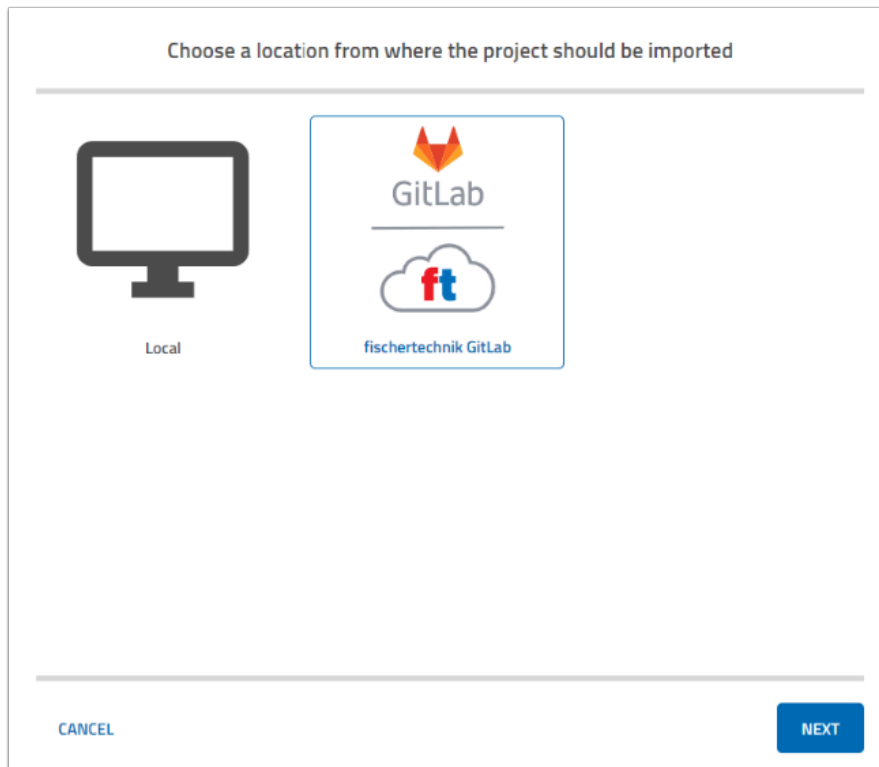 Choose a location from where the project should be imported
GitLab
ft
Local
fischertechnik GitLab
CANCEL
NEXT